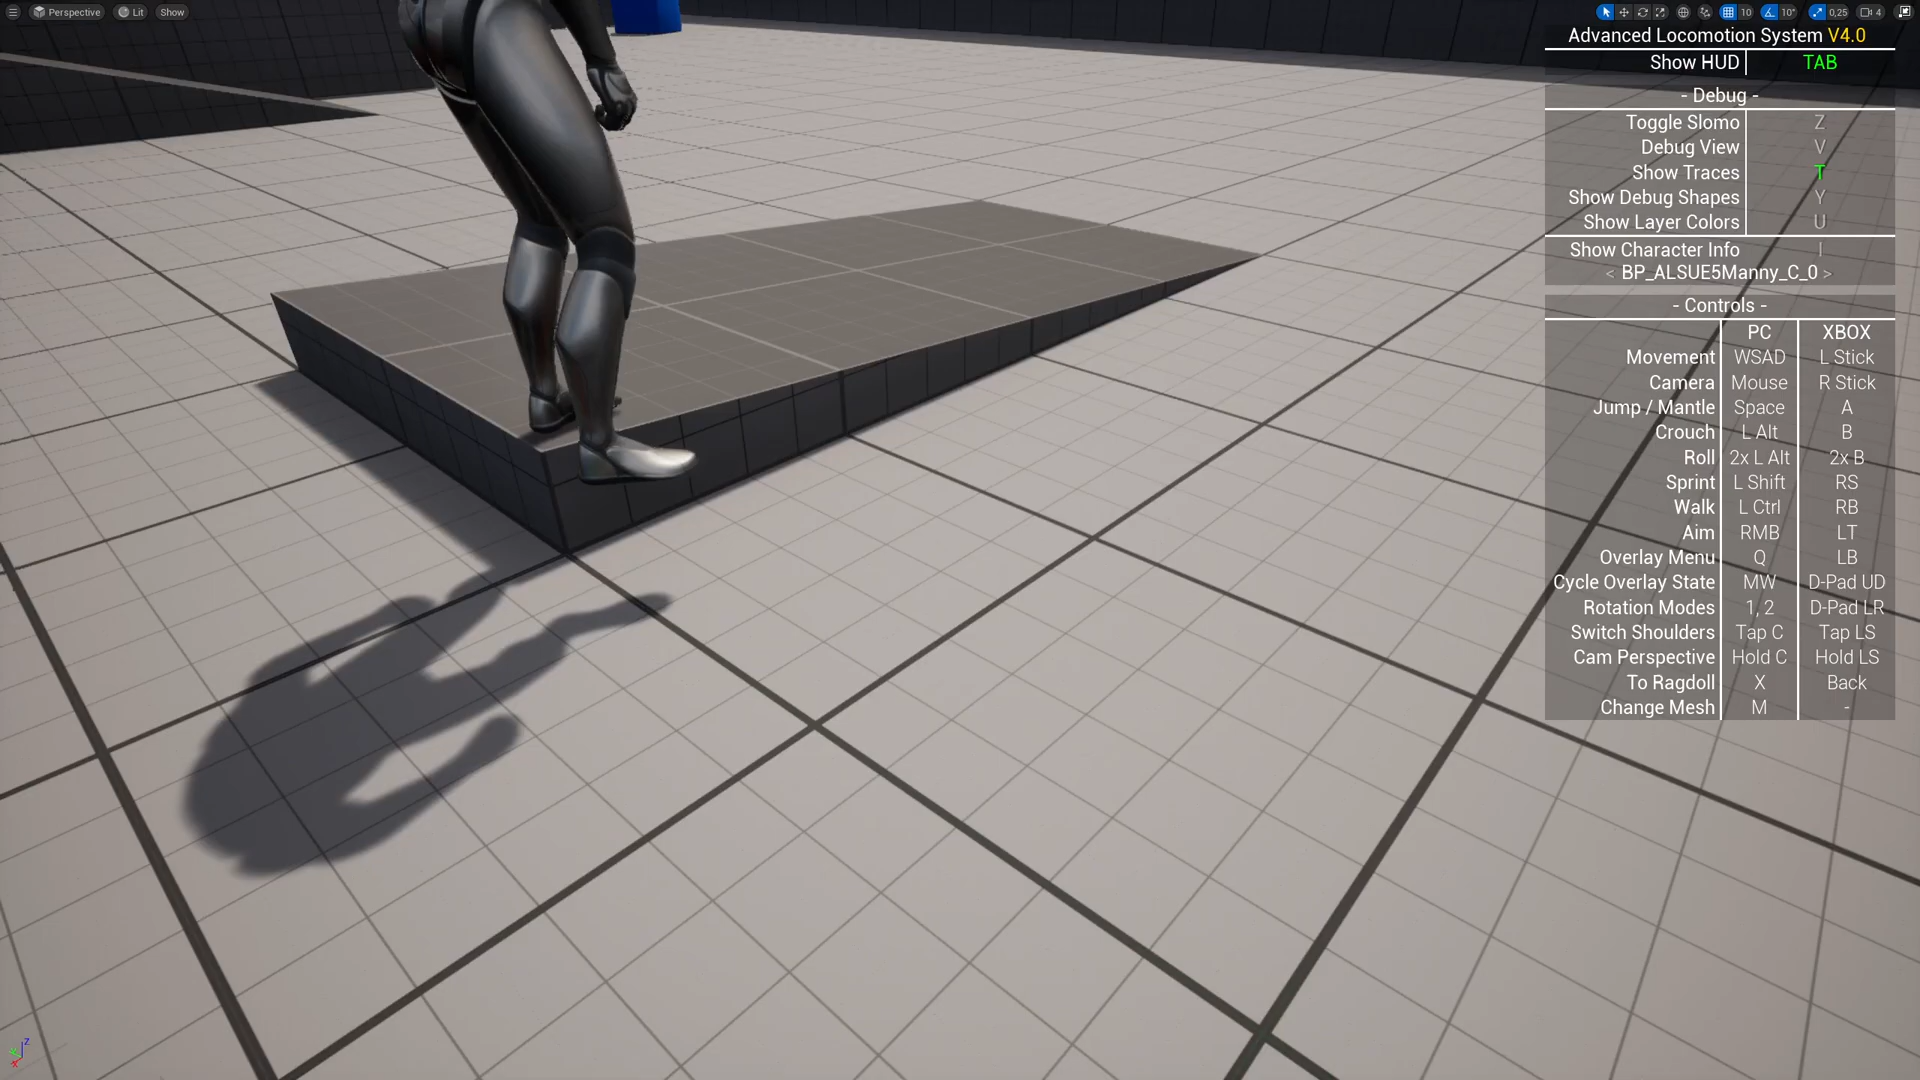 Perspective Lit Show
10 10° 0,25 4
Advanced Locomotion System V4.0
Show HUD TAB
- Debug -
Toggle Slomo Z
Debug View V
Show Traces T
Show Debug Shapes Y
Show Layer Colors U
Show Character Info I
< BP_ALSUE5Manny_C_0 >
- Controls -
PC XBOX
Movement WSAD L Stick
Camera Mouse R Stick
Jump / Mantle Space A
Crouch L Alt B
Roll 2x L Alt 2x B
Sprint L Shift RS
Walk L Ctrl RB
Aim RMB LT
Overlay Menu Q LB
Cycle Overlay State MW D-Pad UD
Rotation Modes 1, 2 D-Pad LR
Switch Shoulders Tap C Tap LS
Cam Perspective Hold C Hold LS
To Ragdoll X Back
Change Mesh M -
Z
X